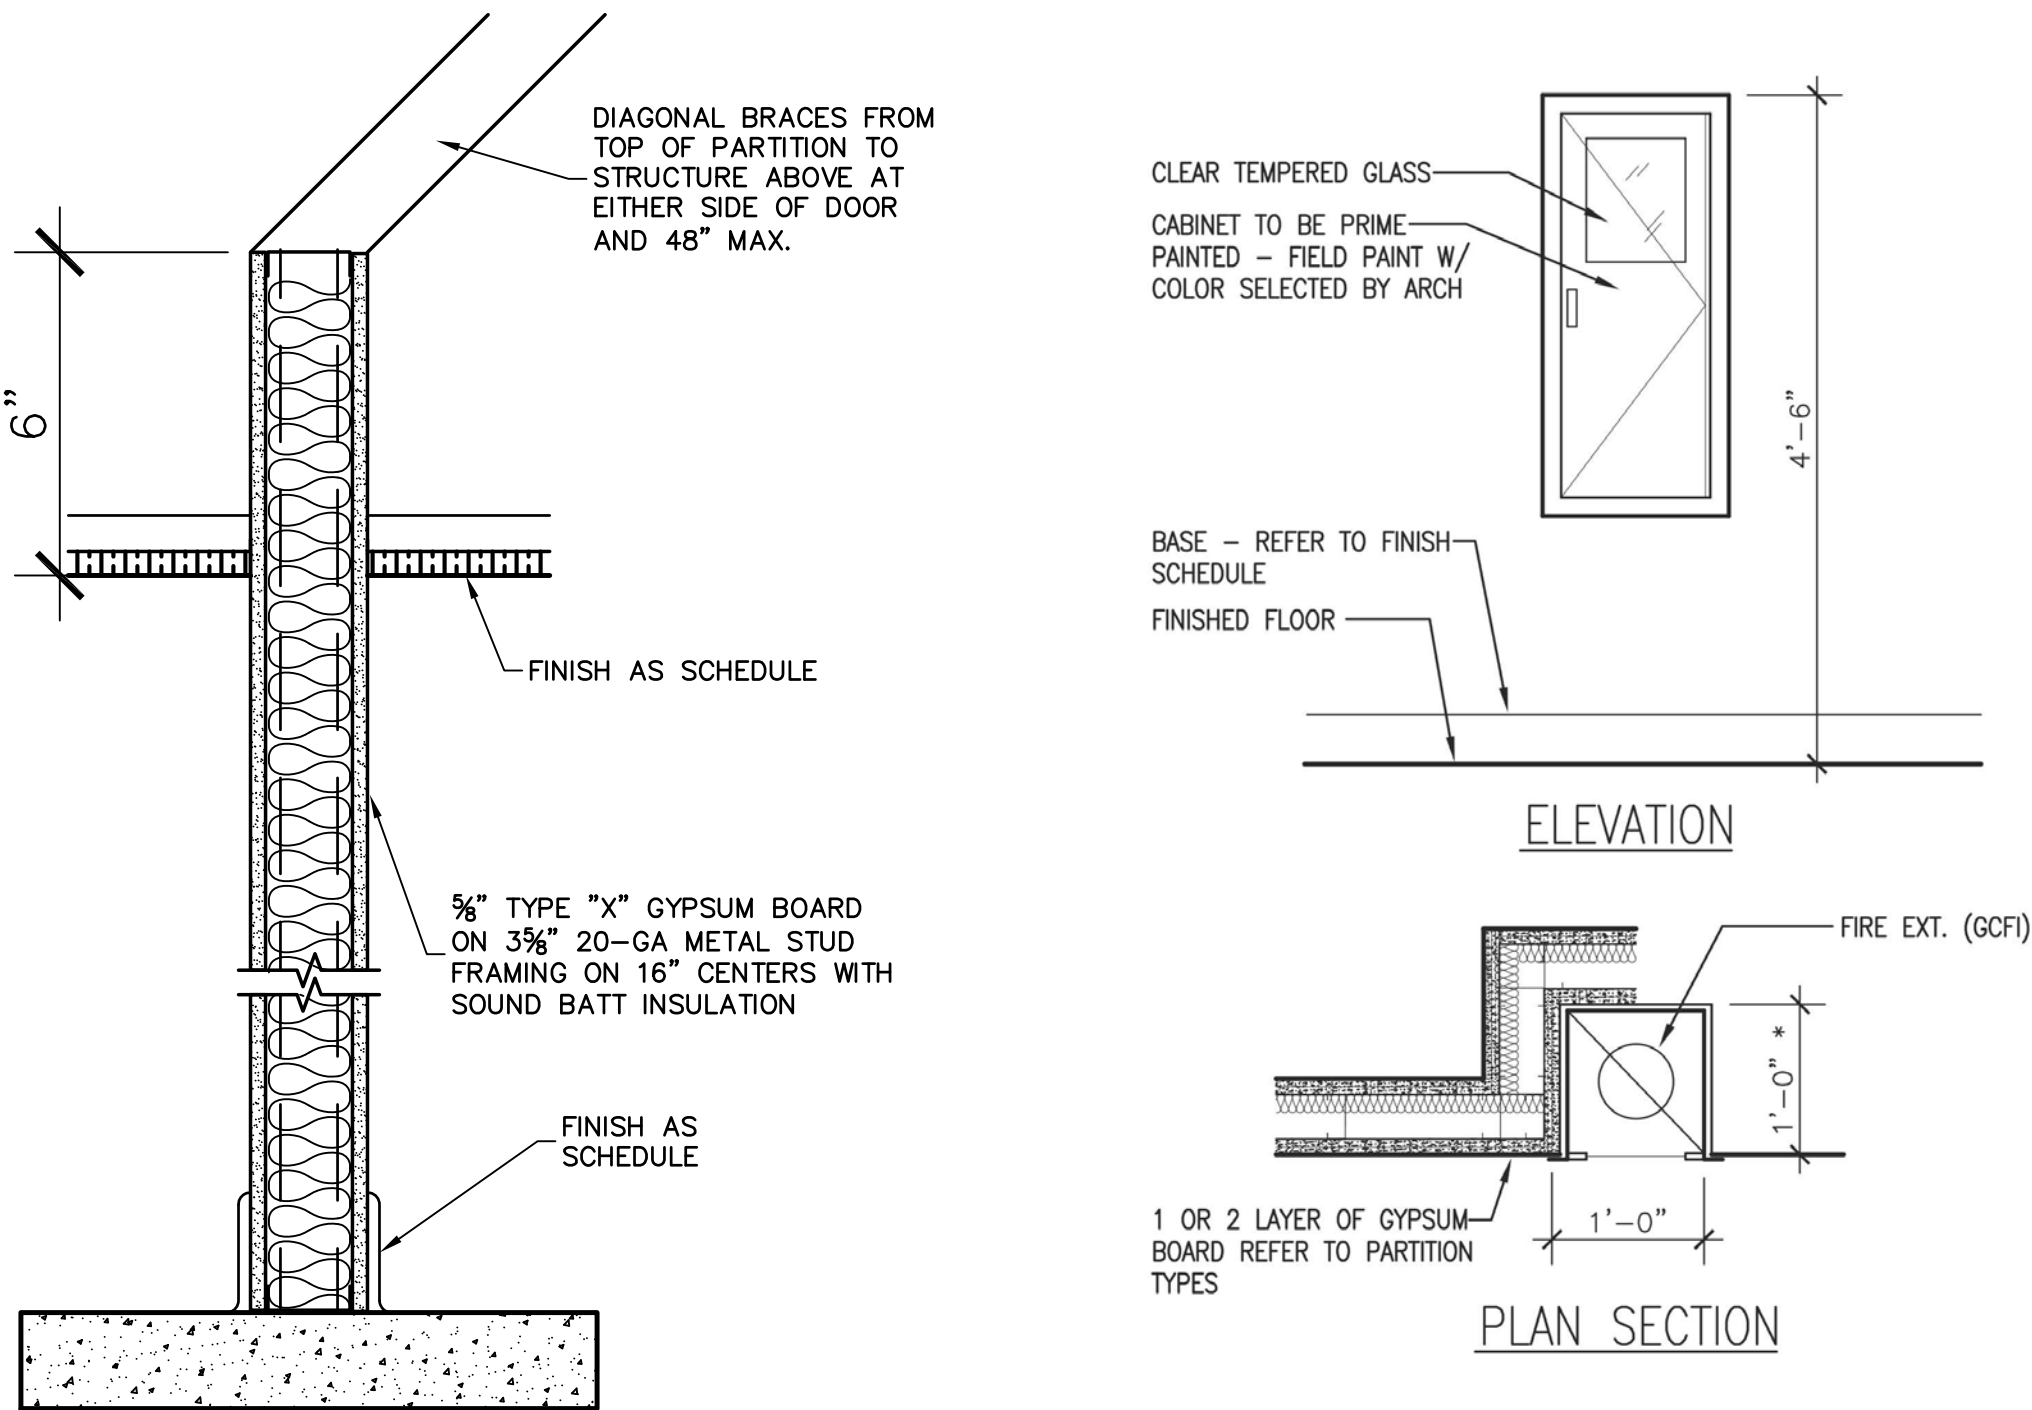 DIAGONAL BRACES FROM
TOP OF PARTITION TO
STRUCTURE ABOVE AT
EITHER SIDE OF DOOR
AND 48" MAX.
6"
FINISH AS SCHEDULE
⅝" TYPE "X" GYPSUM BOARD
ON 3⅝" 20-GA METAL STUD
FRAMING ON 16" CENTERS WITH
SOUND BATT INSULATION
FINISH AS
SCHEDULE
CLEAR TEMPERED GLASS
CABINET TO BE PRIME
PAINTED - FIELD PAINT W/
COLOR SELECTED BY ARCH
4'-6"
BASE - REFER TO FINISH
SCHEDULE
FINISHED FLOOR
ELEVATION
FIRE EXT. (GCFI)
1'-0" *
1'-0"
1 OR 2 LAYER OF GYPSUM
BOARD REFER TO PARTITION
TYPES
PLAN SECTION